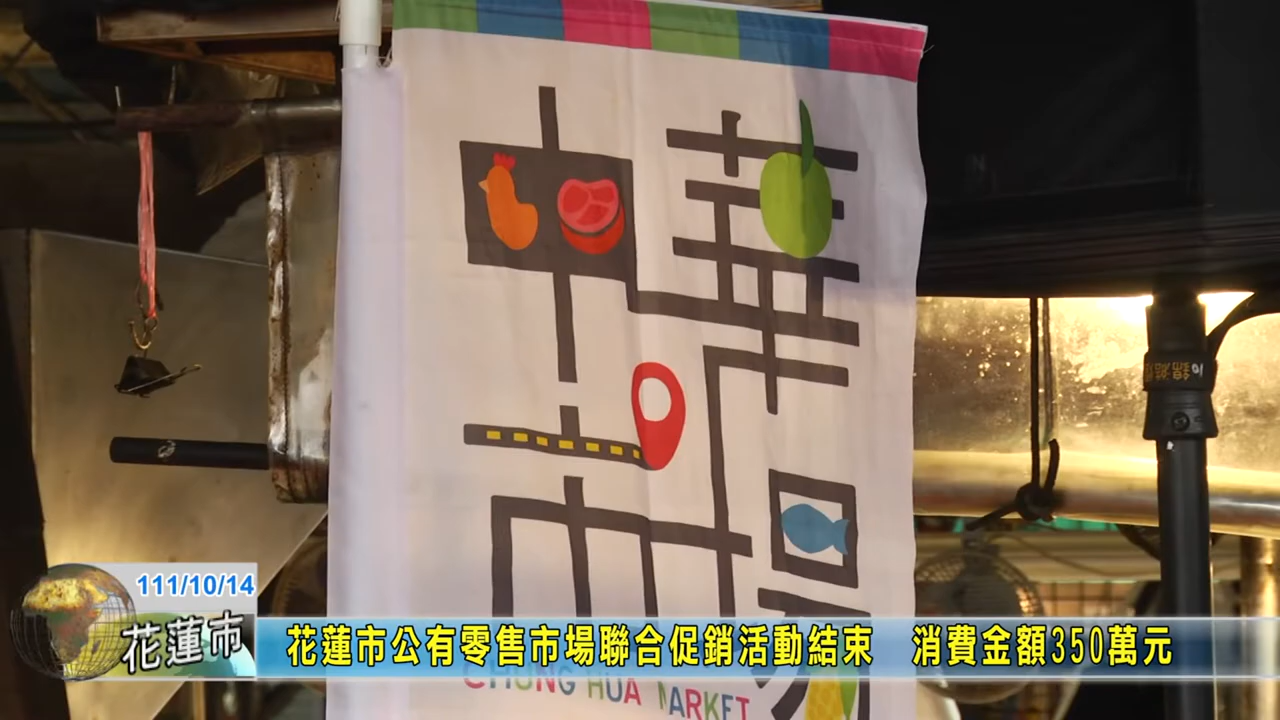 中華
市場
CHUNG HUA MARKET
111/10/14
花蓮市
花蓮市公有零售市場聯合促銷活動結束 消費金額350萬元